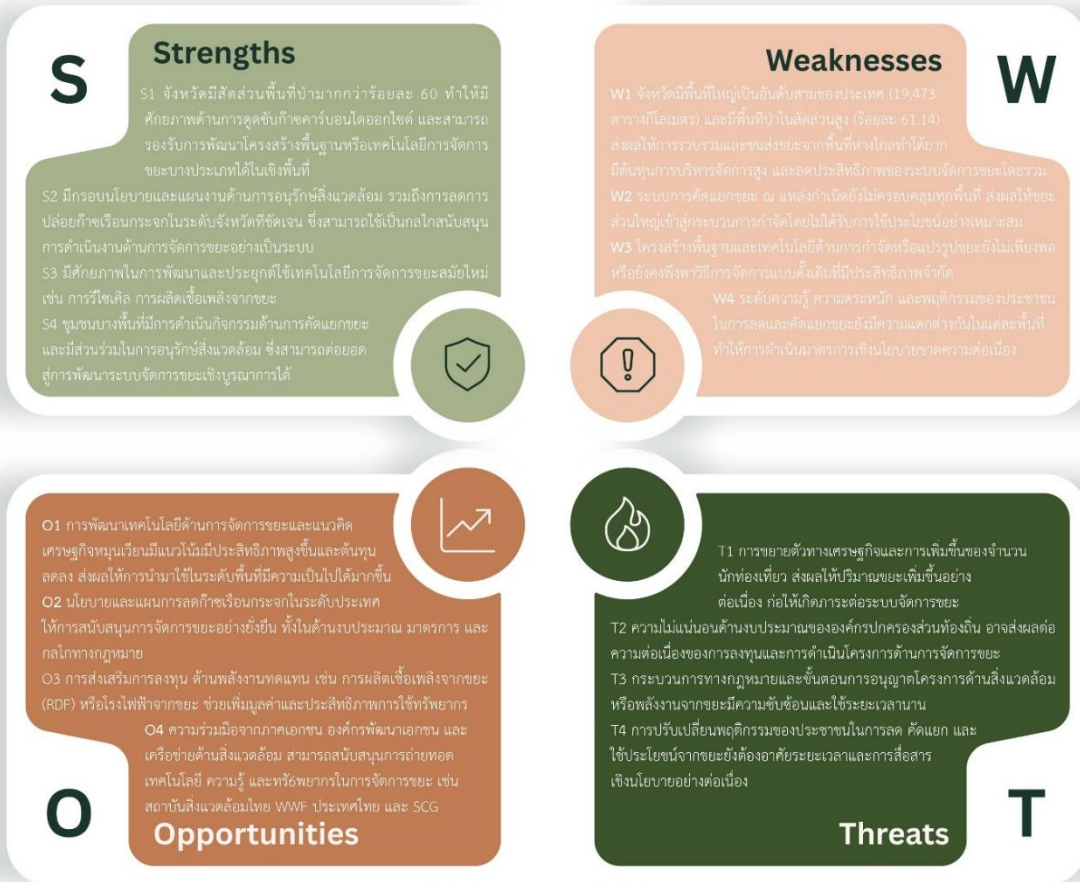 S
Strengths
S1 จังหวัดมีสัดส่วนพื้นที่ป่ามากกว่าร้อยละ 60 ทำให้มี
ศักยภาพด้านการดูดซับก๊าซคาร์บอนไดออกไซด์ และสามารถ
รองรับการพัฒนาโครงสร้างพื้นฐานหรือเทคโนโลยีการจัดการ
ขยะบางประเภทได้ในเชิงพื้นที่
S2 มีกรอบนโยบายและแผนงานด้านการอนุรักษ์สิ่งแวดล้อม รวมถึงการลดการ
ปล่อยก๊าซเรือนกระจกในระดับจังหวัดที่ชัดเจน ซึ่งสามารถใช้เป็นกลไกสนับสนุน
การดำเนินงานด้านการจัดการขยะอย่างเป็นระบบ
S3 มีศักยภาพในการพัฒนาและประยุกต์ใช้เทคโนโลยีการจัดการขยะสมัยใหม่
เช่น การรีไซเคิล การผลิตเชื้อเพลิงจากขยะ
S4 ชุมชนบางพื้นที่มีการดำเนินกิจกรรมด้านการคัดแยกขยะ
และมีส่วนร่วมในการอนุรักษ์สิ่งแวดล้อม ซึ่งสามารถต่อยอด
สู่การพัฒนาระบบจัดการขยะเชิงบูรณาการได้
Weaknesses
W
W1 จังหวัดมีพื้นที่ใหญ่เป็นอันดับสามของประเทศ (19,473
ตารางกิโลเมตร) และมีพื้นที่ป่าในสัดส่วนสูง (ร้อยละ 61.14)
ส่งผลให้การรวบรวมและขนส่งขยะจากพื้นที่ห่างไกลทำได้ยาก
มีต้นทุนการบริหารจัดการสูง และลดประสิทธิภาพของระบบจัดการขยะโดยรวม
W2 ระบบการคัดแยกขยะ ณ แหล่งกำเนิดยังไม่ครอบคลุมทุกพื้นที่ ส่งผลให้ขยะ
ส่วนใหญ่เข้าสู่กระบวนการกำจัดโดยไม่ได้รับการใช้ประโยชน์อย่างเหมาะสม
W3 โครงสร้างพื้นฐานและเทคโนโลยีด้านการกำจัดหรือแปรรูปขยะยังไม่เพียงพอ
หรือยังคงพึ่งพาวิธีการจัดการแบบดั้งเดิมที่มีประสิทธิภาพจำกัด
W4 ระดับความรู้ ความตระหนัก และพฤติกรรมของประชาชน
ในการลดและคัดแยกขยะยังมีความแตกต่างกันในแต่ละพื้นที่
ทำให้การดำเนินมาตรการเชิงนโยบายขาดความต่อเนื่อง
O1 การพัฒนาเทคโนโลยีด้านการจัดการขยะและแนวคิด
เศรษฐกิจหมุนเวียนมีแนวโน้มมีประสิทธิภาพสูงขึ้นและต้นทุน
ลดลง ส่งผลให้การนำมาใช้ในระดับพื้นที่มีความเป็นไปได้มากขึ้น
O2 นโยบายและแผนการลดก๊าซเรือนกระจกในระดับประเทศ
ให้การสนับสนุนการจัดการขยะอย่างยั่งยืน ทั้งในด้านงบประมาณ มาตรการ และ
กลไกทางกฎหมาย
O3 การส่งเสริมการลงทุน ด้านพลังงานทดแทน เช่น การผลิตเชื้อเพลิงจากขยะ
(RDF) หรือโรงไฟฟ้าจากขยะ ช่วยเพิ่มมูลค่าและประสิทธิภาพการใช้ทรัพยากร
O4 ความร่วมมือจากภาคเอกชน องค์กรพัฒนาเอกชน และ
เครือข่ายด้านสิ่งแวดล้อม สามารถสนับสนุนการถ่ายทอด
เทคโนโลยี ความรู้ และทรัร้พยากรในการจัดการขยะ เช่น
สถาบันสิ่งแวดล้อมไทย WWF ประเทศไทย และ SCG
O
Opportunities
T1 การขยายตัวทางเศรษฐกิจและการเพิ่มขึ้นของจำนวน
นักท่องเที่ยว ส่งผลให้ปริมาณขยะเพิ่มขึ้นอย่าง
ต่อเนื่อง ก่อให้เกิดภาระต่อระบบจัดการขยะ
T2 ความไม่แน่นอนด้านงบประมาณขององค์กรปกครองส่วนท้องถิ่น อาจส่งผลต่อ
ความต่อเนื่องของการลงทุนและการดำเนินโครงการด้านการจัดการขยะ
T3 กระบวนการทางกฎหมายและขั้นตอนการอนุญาตโครงการด้านสิ่งแวดล้อม
หรือพลังงานจากขยะมีความซับซ้อนและใช้ระยะเวลานาน
T4 การปรับเปลี่ยนพฤติกรรมของประชาชนในการลด คัดแยก และ
ใช้ประโยชน์จากขยะยังต้องอาศัยระยะเวลาและการสื่อสาร
เชิงนโยบายอย่างต่อเนื่อง
Threats
T